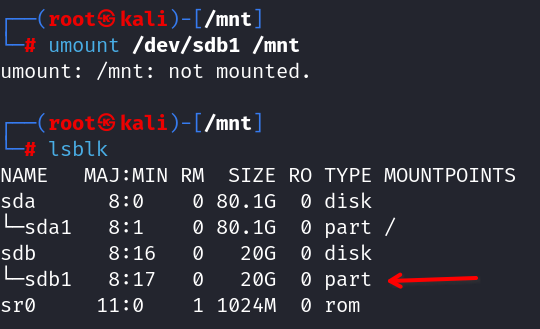 ┌──(root㉿kali)-[/mnt]
└─# umount /dev/sdb1 /mnt
umount: /mnt: not mounted.
┌──(root㉿kali)-[/mnt]
└─# lsblk
NAME   MAJ:MIN RM  SIZE RO TYPE MOUNTPOINTS
sda      8:0    0 80.1G  0 disk
└─sda1   8:1    0 80.1G  0 part /
sdb      8:16   0   20G  0 disk
└─sdb1   8:17   0   20G  0 part
sr0     11:0    1 1024M  0 rom